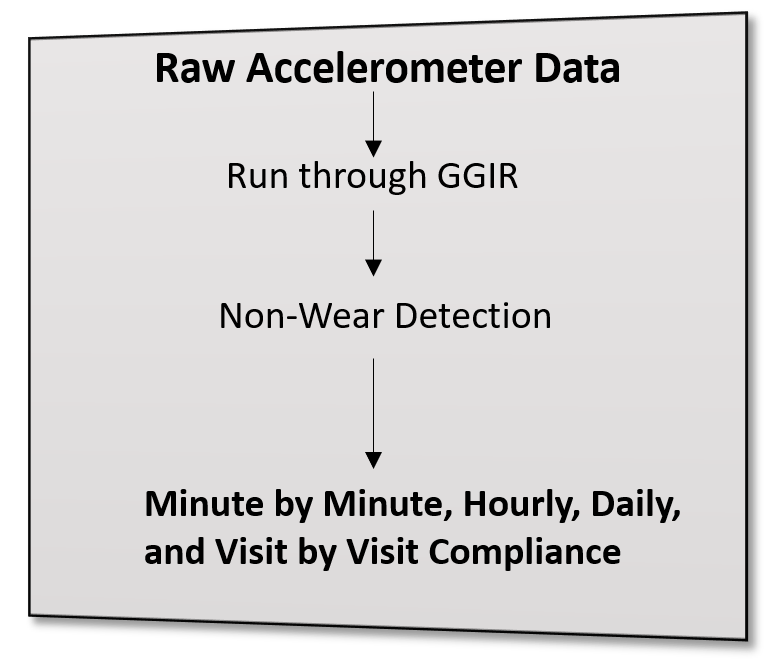 Raw Accelerometer Data
Run through GGIR
Non-Wear Detection
Minute by Minute, Hourly, Daily,
and Visit by Visit Compliance